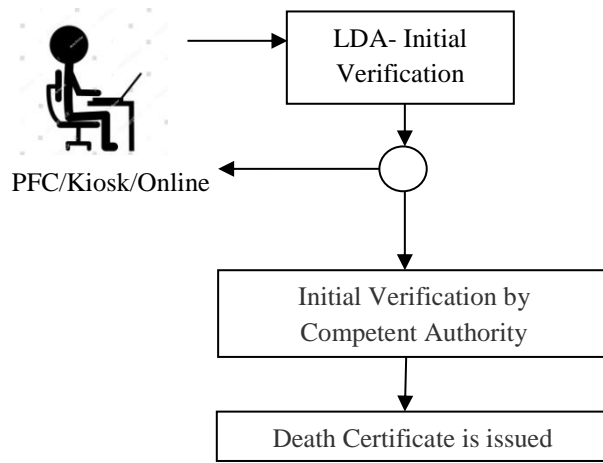 LDA- Initial
Verification
PFC/Kiosk/Online
Initial Verification by
Competent Authority
Death Certificate is issued